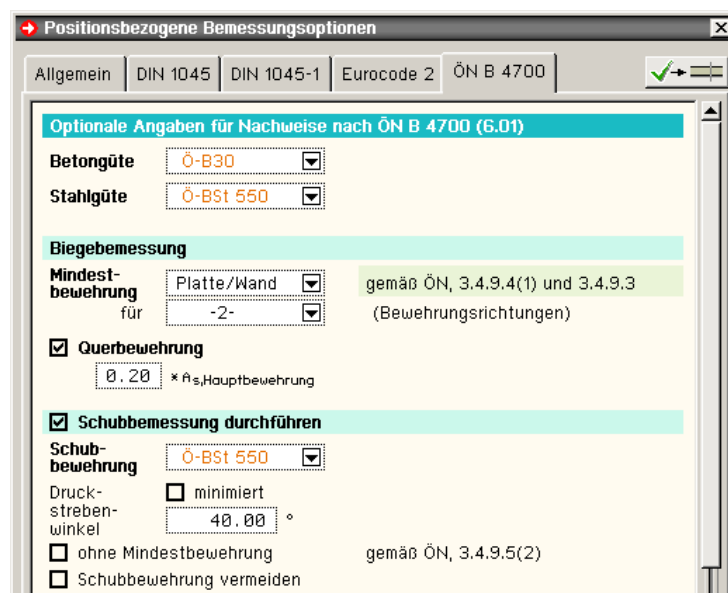 Positionsbezogene Bemessungsoptionen
Allgemein DIN 1045 DIN 1045-1 Eurocode 2 ÖN B 4700
Optionale Angaben für Nachweise nach ÖN B 4700 (6.01)
Betongüte Ö-B30
Stahlgüte Ö-BSt 550
Biegebemessung
Mindest-
bewehrung Platte/Wand gemäß ÖN, 3.4.9.4(1) und 3.4.9.3
für -2- (Bewehrungsrichtungen)
Querbewehrung
0.20 * As,Hauptbewehrung
Schubbemessung durchführen
Schub-
bewehrung Ö-BSt 550
Druck-
streben-
winkel
minimiert
40.00 °
ohne Mindestbewehrung gemäß ÖN, 3.4.9.5(2)
Schubbewehrung vermeiden